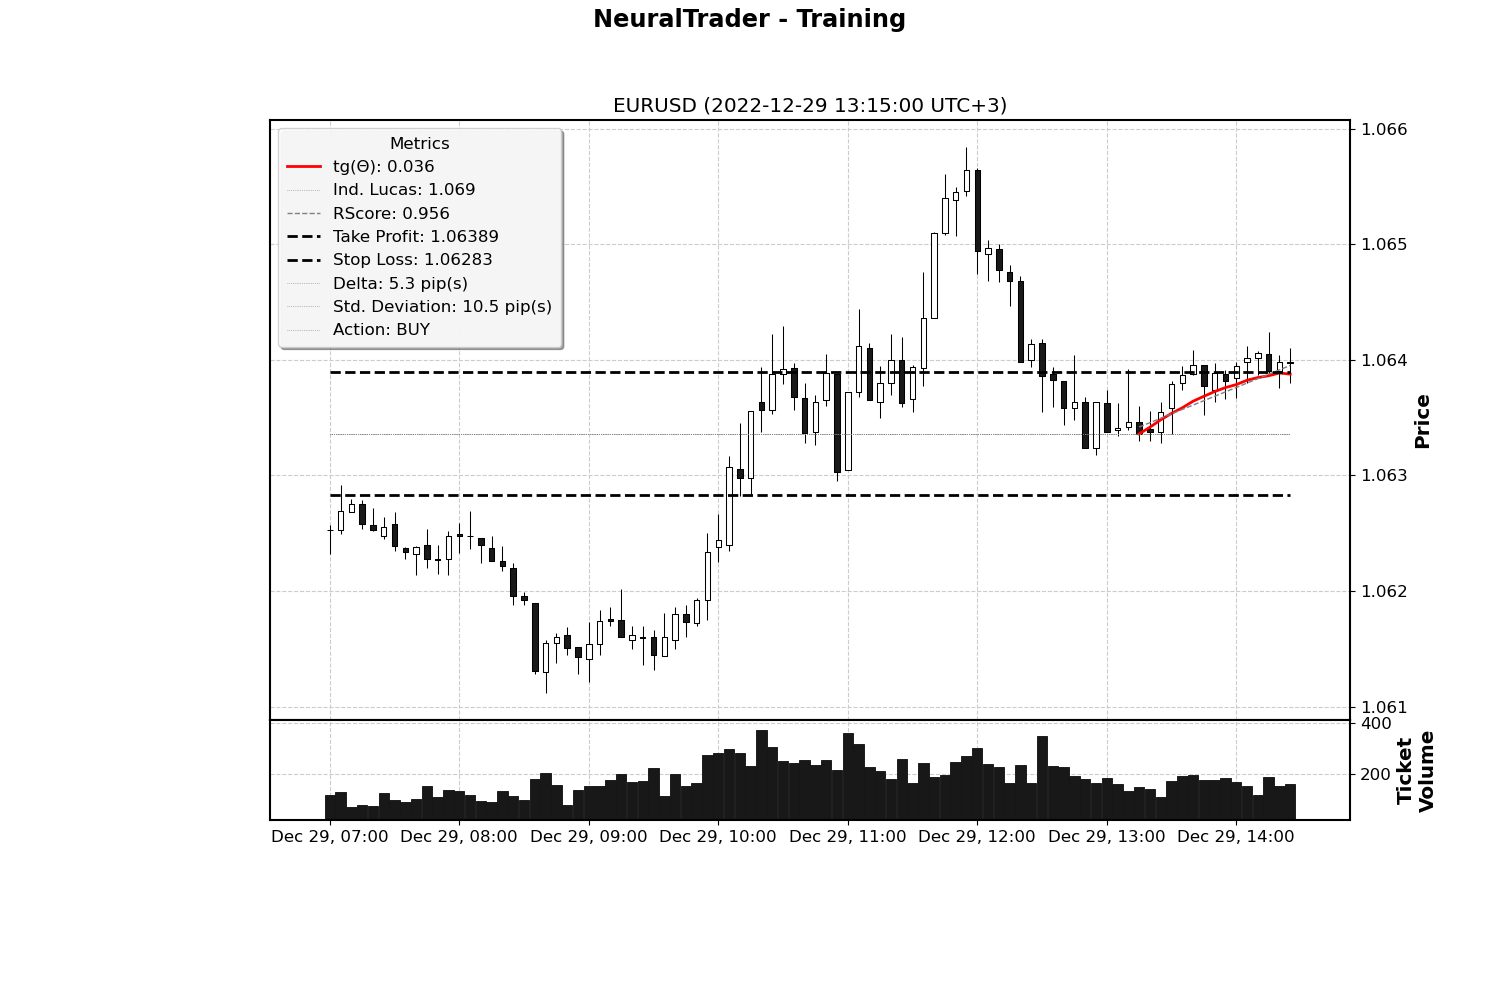 NeuralTrader - Training
EURUSD (2022-12-29 13:15:00 UTC+3)
Metrics
tg(Θ): 0.036
Ind. Lucas: 1.069
RScore: 0.956
Take Profit: 1.06389
Stop Loss: 1.06283
Delta: 5.3 pip(s)
Std. Deviation: 10.5 pip(s)
Action: BUY
1.066
1.065
1.064
1.063
1.062
1.061
Price
400
200
Ticket
Volume
Dec 29, 07:00 Dec 29, 08:00 Dec 29, 09:00 Dec 29, 10:00 Dec 29, 11:00 Dec 29, 12:00 Dec 29, 13:00 Dec 29, 14:00